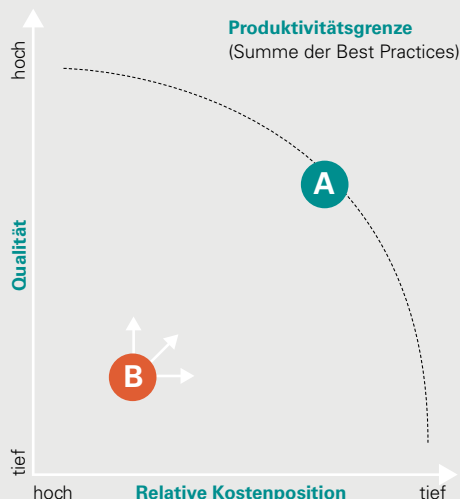 Produktivitätsgrenze
(Summe der Best Practices)
hoch
A
Qualität
B
tief
hoch
Relative Kostenposition
tief